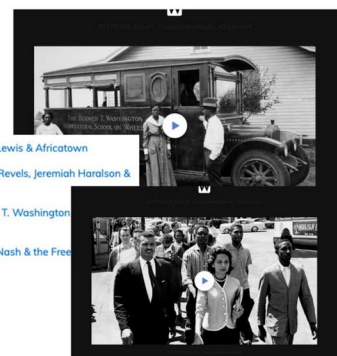 W
THE BOOKER T. WASHINGTON
AGRICULTURAL SCHOOL ON WHEELS
Lewis & Africatown
Revels, Jeremiah Haralson &
T. Washington
W
Nash & the Free